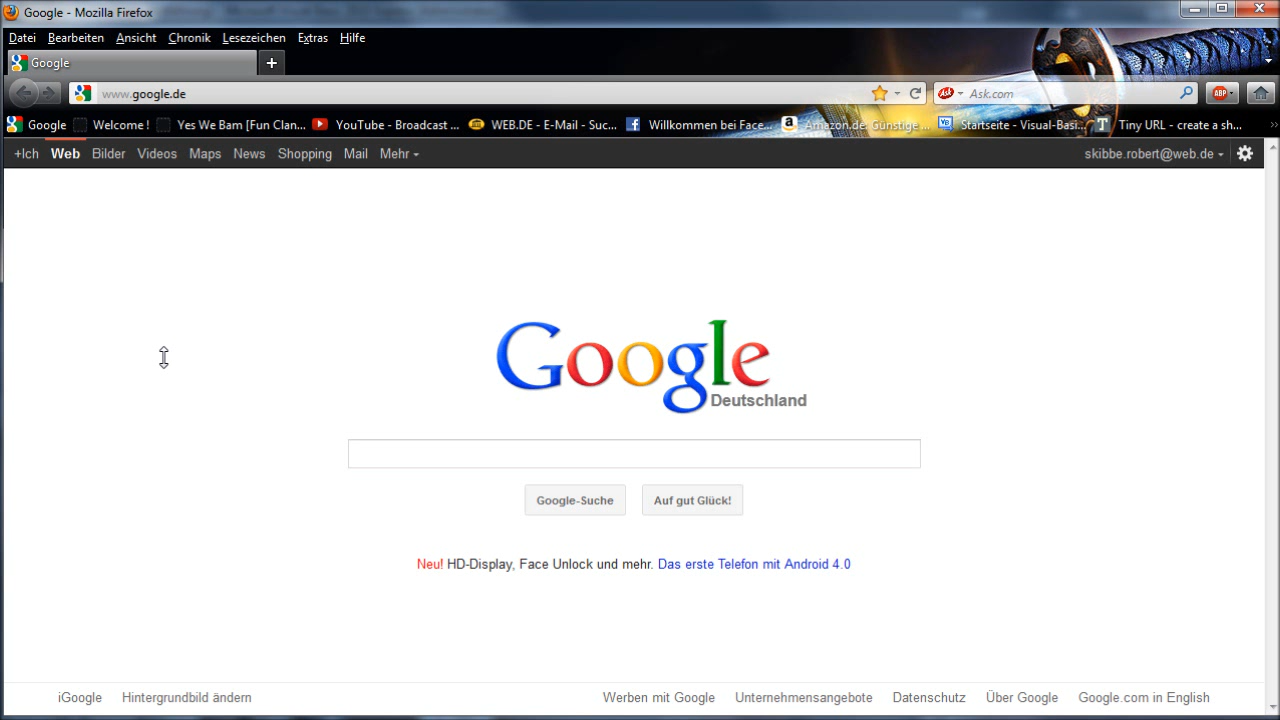 Google - Mozilla Firefox
Datei Bearbeiten Ansicht Chronik Lesezeichen Extras Hilfe
Google
www.google.de Ask Ask.com ABP
Google Welcome ! Yes We Bam [Fun Clan... YouTube - Broadcast ... WEB.DE - E-Mail - Suc... Willkommen bei Face... Amazon.de: Günstige ... Startseite - Visual-Basi... Tiny URL - create a sh...
+Ich Web Bilder Videos Maps News Shopping Mail Mehr skibbe.robert@web.de
Google
Deutschland
Google-Suche Auf gut Glück!
Neu! HD-Display, Face Unlock und mehr. Das erste Telefon mit Android 4.0
iGoogle Hintergrundbild ändern Werben mit Google Unternehmensangebote Datenschutz Über Google Google.com in English